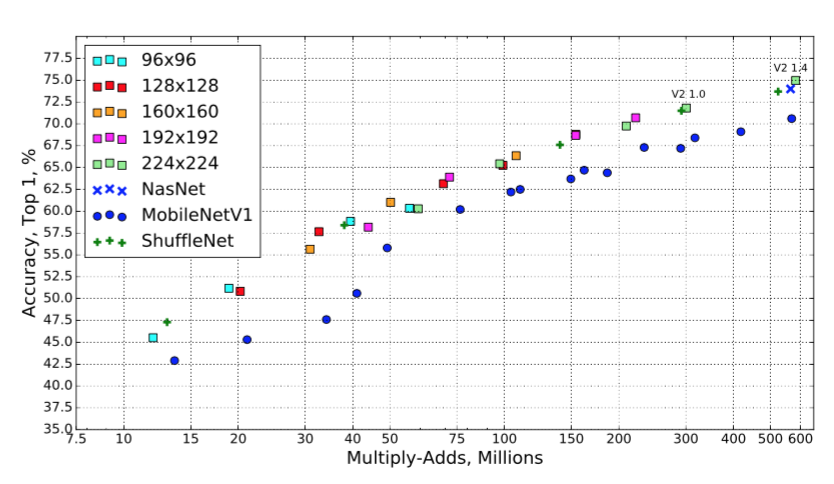 77.5
75.0
72.5
70.0
67.5
65.0
62.5
60.0
57.5
55.0
52.5
50.0
47.5
45.0
42.5
40.0
37.5
35.0
Accuracy, Top 1, %
96x96
128x128
160x160
192x192
224x224
NasNet
MobileNetV1
ShuffleNet
V2 1.0
V2 1.4
7.5 10 15 20 30 40 50 75 100 150 200 300 400 500 600
Multiply-Adds, Millions